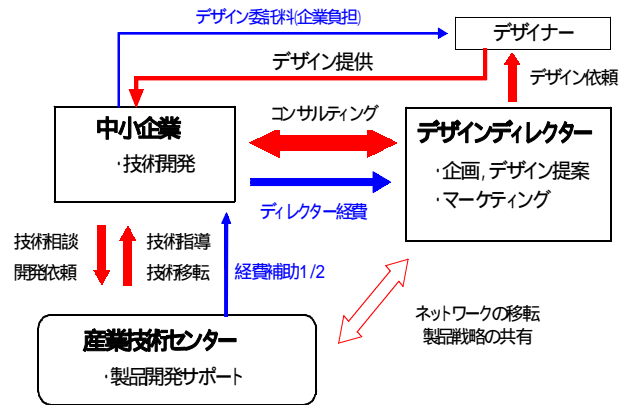 デザイン委託料(企業負担)
デザイナー
デザイン提供
デザイン依頼
中小企業
・技術開発
コンサルティング
デザインディレクター
・企画,デザイン提案
・マーケティング
ディレクター経費
技術相談
開発依頼
技術指導
技術移転
経費補助1/2
ネットワークの移転
製品戦略の共有
産業技術センター
・製品開発サポート